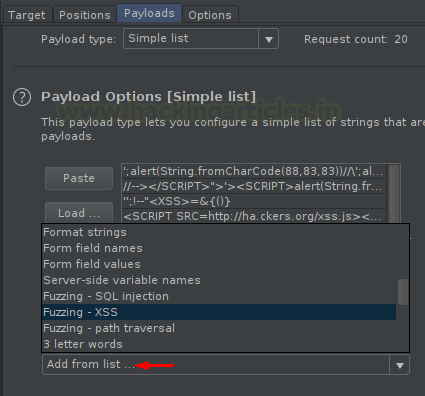 Target Positions Payloads Options
Payload type: Simple list Request count: 20
Payload Options [Simple list]
www.hackingarticles.in
This payload type lets you configure a simple list of strings that are
payloads.
Paste
Load ...
';alert(String.fromCharCode(88,83,83))//\';al...
//--></SCRIPT>">'><SCRIPT>alert(String.fr...
'';!--"<XSS>=&{()}
<SCRIPT SRC=http://ha.ckers.org/xss.js><...
Format strings
Form field names
Form field values
Server-side variable names
Fuzzing - SQL injection
Fuzzing - XSS
Fuzzing - path traversal
3 letter words
Add from list ...